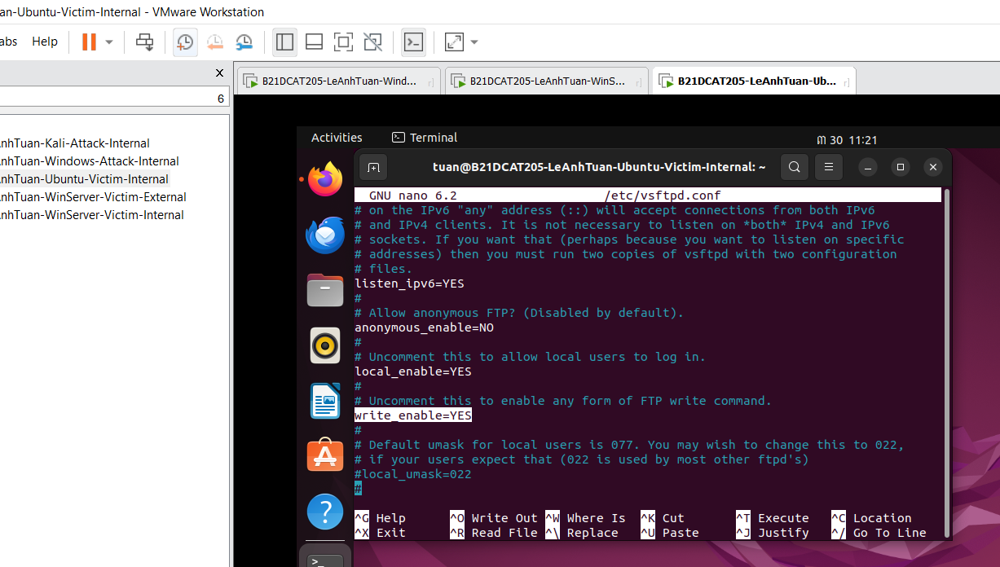 an-Ubuntu-Victim-Internal - VMware Workstation
abs Help
6
nhTuan-Kali-Attack-Internal
nhTuan-Windows-Attack-Internal
nhTuan-Ubuntu-Victim-Internal
nhTuan-WinServer-Victim-External
nhTuan-WinServer-Victim-Internal
B21DCAT205-LeAnhTuan-Wind...
B21DCAT205-LeAnhTuan-WinS...
B21DCAT205-LeAnhTuan-Ub...
Activities Terminal
30 11:21
tuan@B21DCAT205-LeAnhTuan-Ubuntu-Victim-Internal: ~
GNU nano 6.2 /etc/vsftpd.conf
# on the IPv6 "any" address (::) will accept connections from both IPv6
# and IPv4 clients. It is not necessary to listen on *both* IPv4 and IPv6
# sockets. If you want that (perhaps because you want to listen on specific
# addresses) then you must run two copies of vsftpd with two configuration
# files.
listen_ipv6=YES
#
# Allow anonymous FTP? (Disabled by default).
anonymous_enable=NO
#
# Uncomment this to allow local users to log in.
local_enable=YES
#
# Uncomment this to enable any form of FTP write command.
write_enable=YES
#
# Default umask for local users is 077. You may wish to change this to 022,
# if your users expect that (022 is used by most other ftpd's)
#local_umask=022
#
^G Help ^O Write Out ^W Where Is ^K Cut ^T Execute ^C Location
^X Exit ^R Read File ^\ Replace ^U Paste ^J Justify ^/ Go To Line